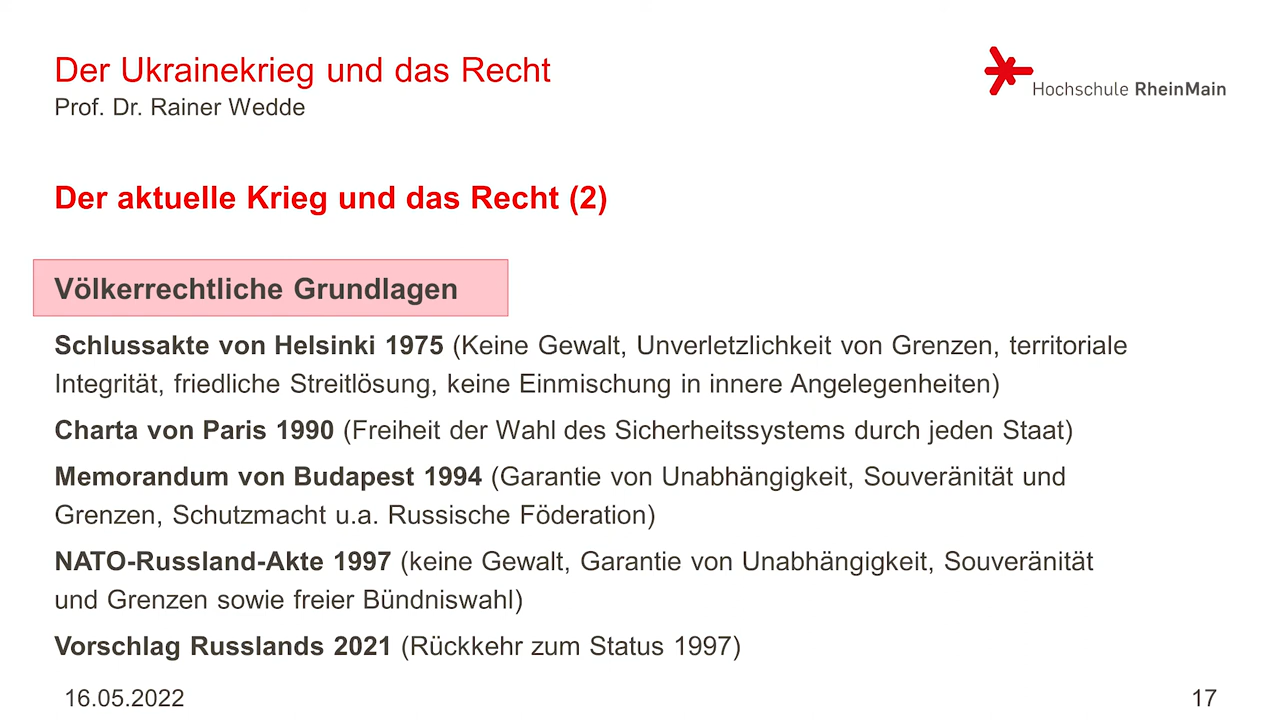 Der Ukrainekrieg und das Recht
Prof. Dr. Rainer Wedde
Hochschule RheinMain
Der aktuelle Krieg und das Recht (2)
Völkerrechtliche Grundlagen
Schlussakte von Helsinki 1975 (Keine Gewalt, Unverletzlichkeit von Grenzen, territoriale
Integrität, friedliche Streitlösung, keine Einmischung in innere Angelegenheiten)
Charta von Paris 1990 (Freiheit der Wahl des Sicherheitssystems durch jeden Staat)
Memorandum von Budapest 1994 (Garantie von Unabhängigkeit, Souveränität und
Grenzen, Schutzmacht u.a. Russische Föderation)
NATO-Russland-Akte 1997 (keine Gewalt, Garantie von Unabhängigkeit, Souveränität
und Grenzen sowie freier Bündniswahl)
Vorschlag Russlands 2021 (Rückkehr zum Status 1997)
16.05.2022
17